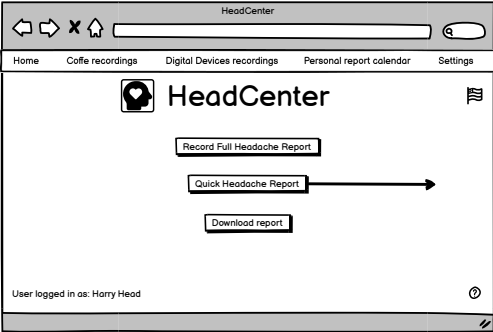 HeadCenter
Home Coffe recordings Digital Devices recordings Personal report calendar Settings
HeadCenter
Record Full Headache Report
Quick Headache Report
Download report
User logged in as: Harry Head
?